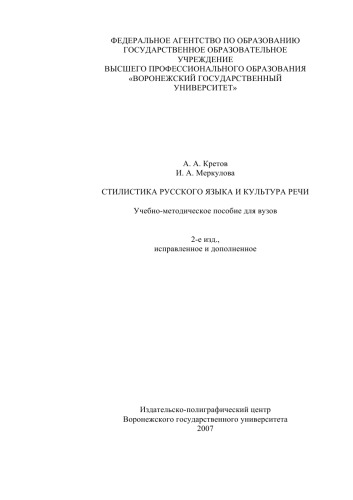 ФЕДЕРАЛЬНОЕ АГЕНТСТВО ПО ОБРАЗОВАНИЮ
ГОСУДАРСТВЕННОЕ ОБРАЗОВАТЕЛЬНОЕ
УЧРЕЖДЕНИЕ
ВЫСШЕГО ПРОФЕССИОНАЛЬНОГО ОБРАЗОВАНИЯ
«ВОРОНЕЖСКИЙ ГОСУДАРСТВЕННЫЙ
УНИВЕРСИТЕТ»
А. А. Кретов
И. А. Меркулова
СТИЛИСТИКА РУССКОГО ЯЗЫКА И КУЛЬТУРА РЕЧИ
Учебно-методическое пособие для вузов
2-е изд.,
исправленное и дополненное
Издательско-полиграфический центр
Воронежского государственного университета
2007